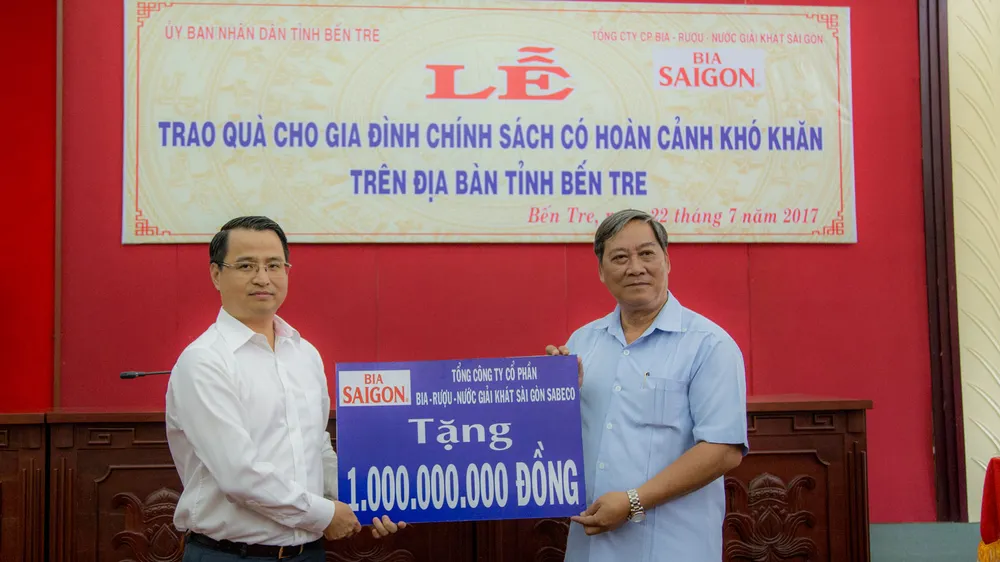 ỦY BAN NHÂN DÂN TỈNH BẾN TRE
TỔNG CTY CP BIA - RƯỢU - NƯỚC GIẢI KHÁT SÀI GÒN
BIA
SAIGON
LỄ
TRAO QUÀ CHO GIA ĐÌNH CHÍNH SÁCH CÓ HOÀN CẢNH KHÓ KHĂN
TRÊN ĐỊA BÀN TỈNH BẾN TRE
Bến Tre, 22 tháng 7 năm 2017
BIA
SAIGON
TỔNG CÔNG TY CỔ PHẦN
BIA-RƯỢU-NƯỚC GIẢI KHÁT SÀI GÒN SABECO
Tặng
1.000.000.000 ĐỒNG